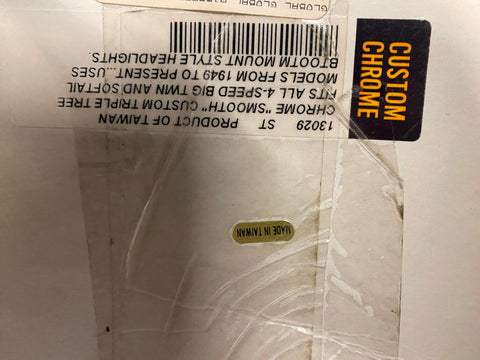 13029 ST PRODUCT OF TAIWAN
CHROME "SMOOTH" CUSTOM TRIPLE TREE
FITS ALL 4-SPEED BIG TWIN AND SOFTAIL
MODELS FROM 1949 TO PRESENT...USES
BTOOTM MOUNT STYLE HEADLIGHTS.
CUSTOM
CHROME
MADE IN TAIWAN
GLOBAL GLOBAL